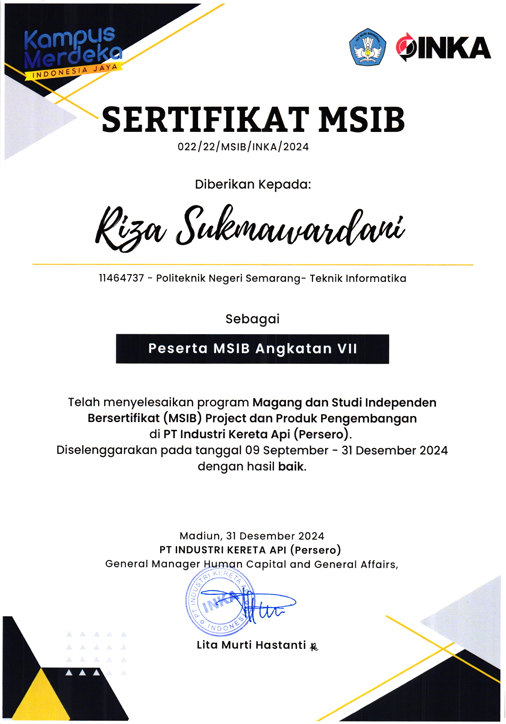 Kampus
Merdeka
INDONESIA JAYA
INKA
SERTIFIKAT MSIB
022/22/MSIB/INKA/2024
Diberikan Kepada:
Riza Sukmawardani
11464737 - Politeknik Negeri Semarang- Teknik Informatika
Sebagai
Peserta MSIB Angkatan VII
Telah menyelesaikan program Magang dan Studi Independen
Bersertifikat (MSIB) Project dan Produk Pengembangan
di PT Industri Kereta Api (Persero).
Diselenggarakan pada tanggal 09 September - 31 Desember 2024
dengan hasil baik.
Madiun, 31 Desember 2024
PT INDUSTRI KERETA API (Persero)
General Manager Human Capital and General Affairs,
PT INDUSTRI KERETA
INKA
INDONESIA
Lita Murti Hastanti